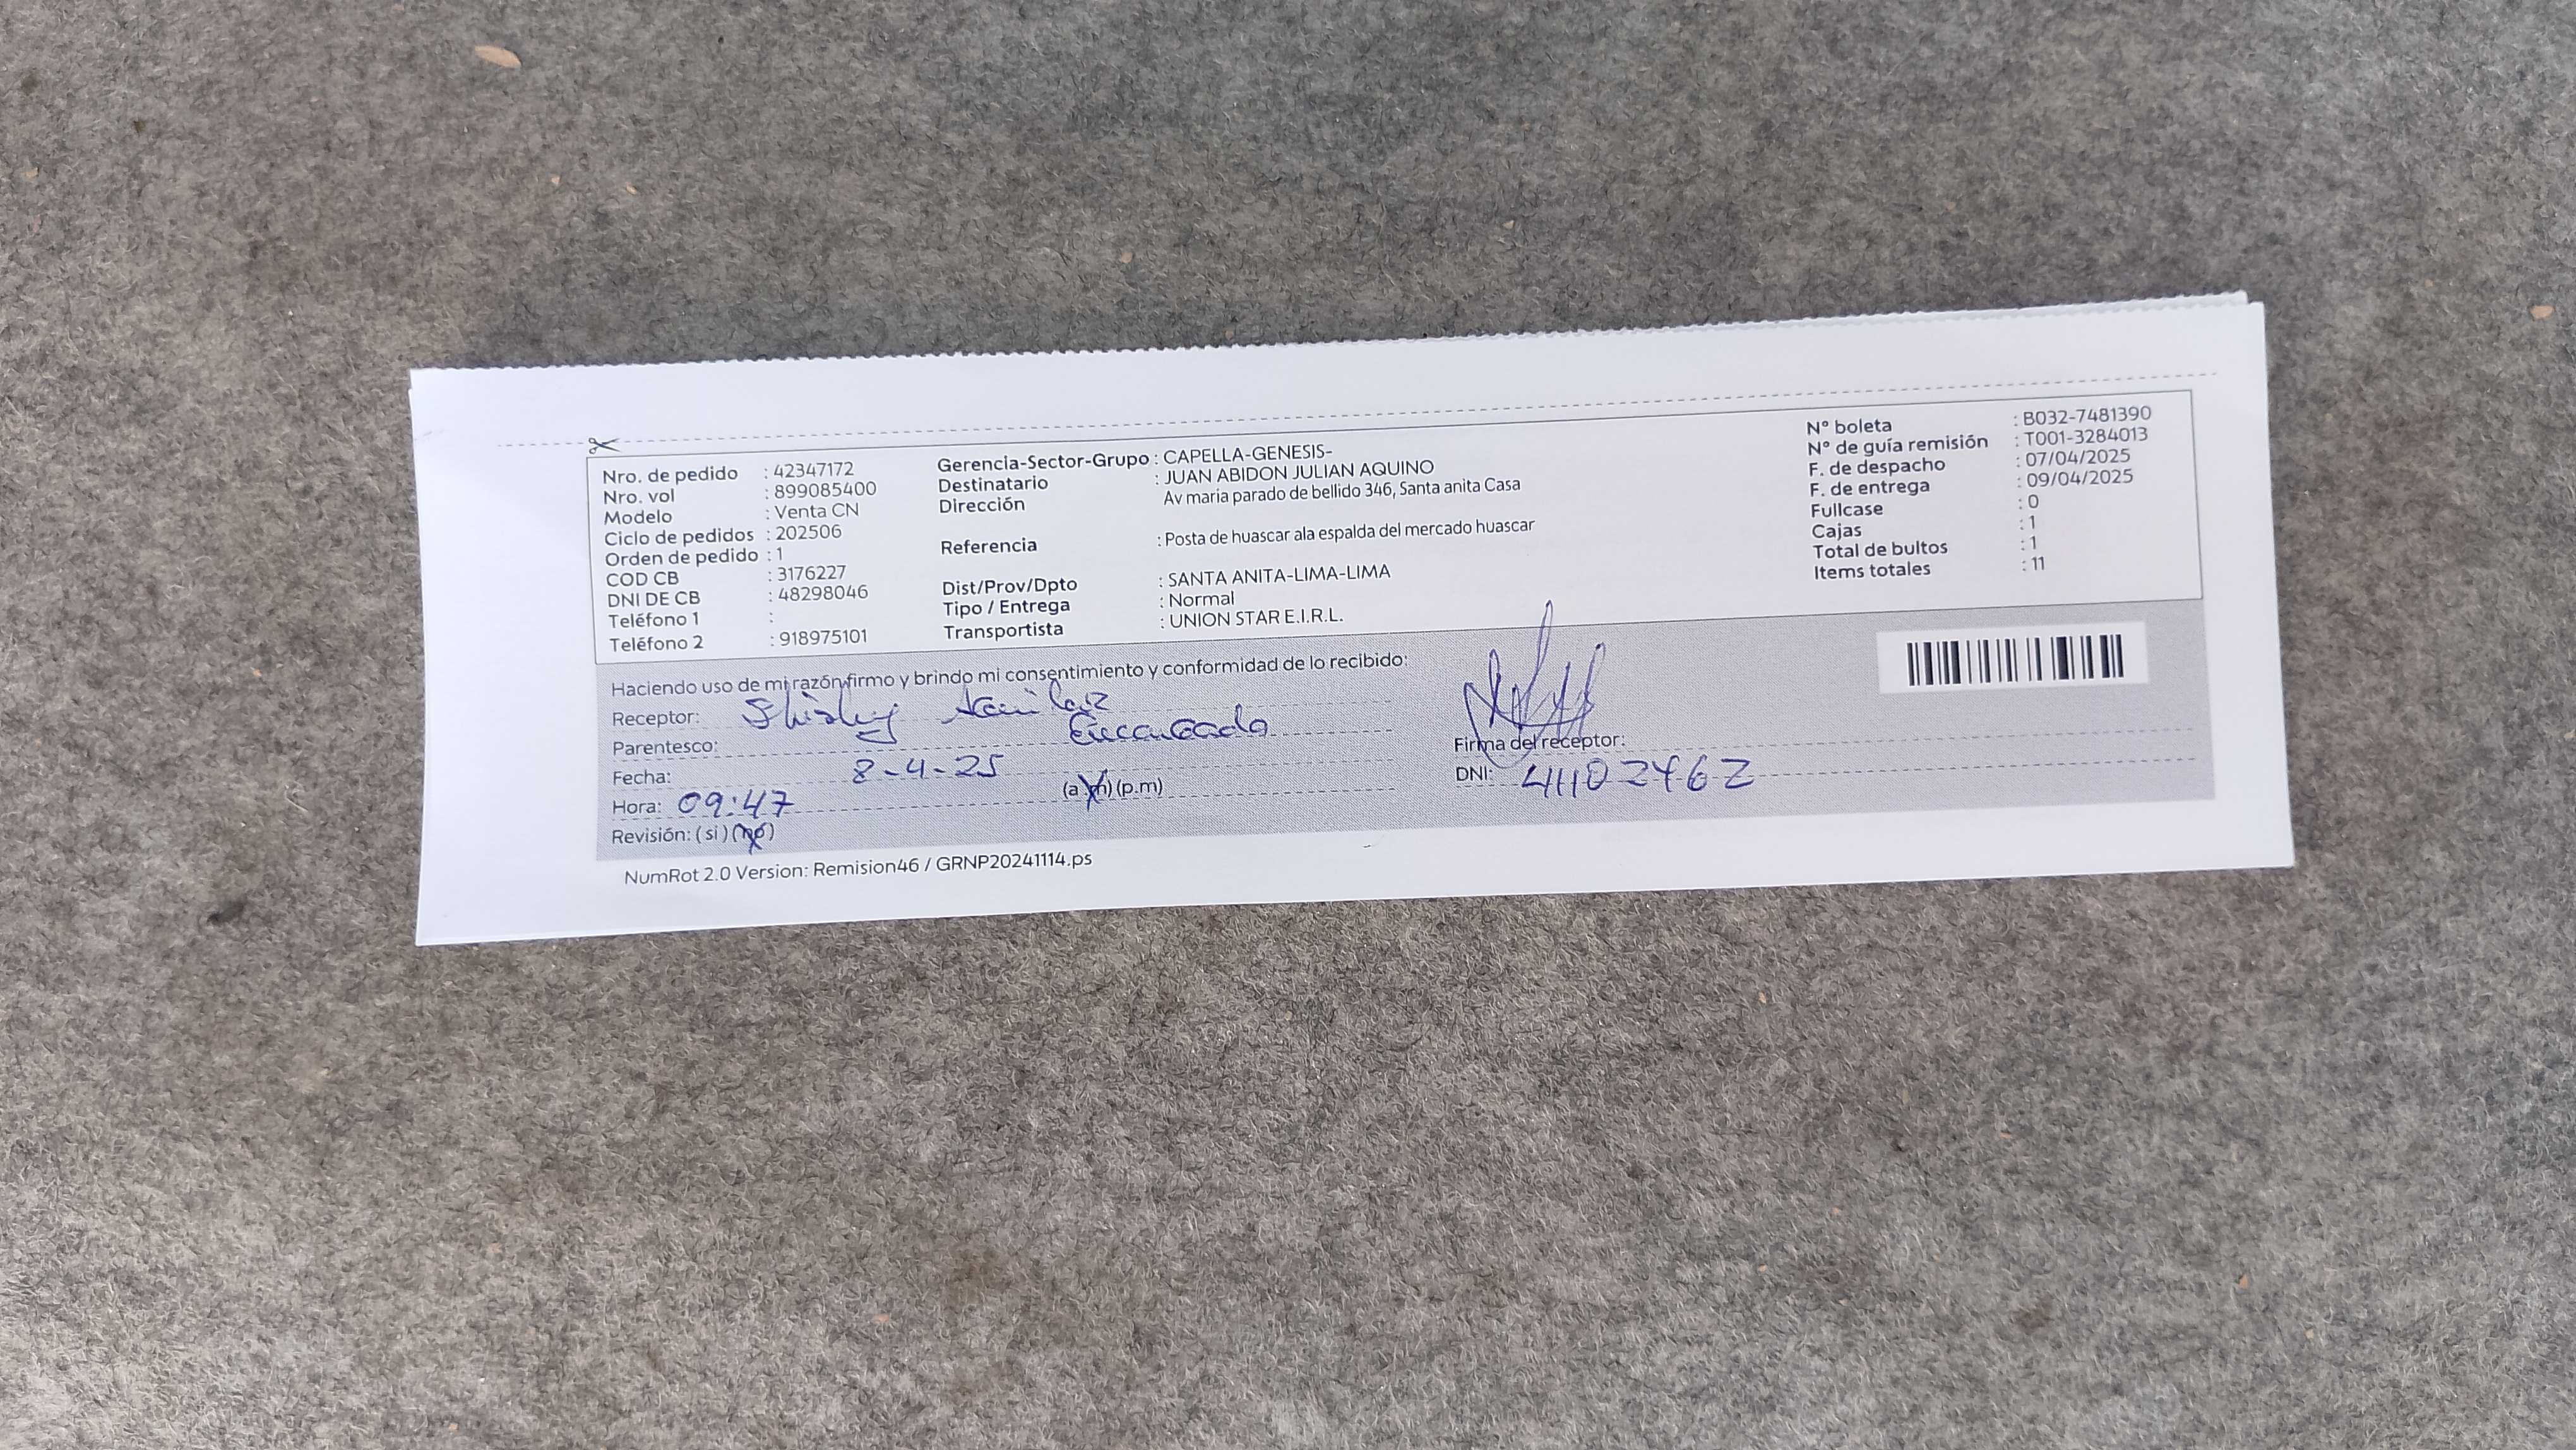 Nro. de pedido : 42347172
Nro. vol : 899085400
Modelo : Venta CN
Ciclo de pedidos : 202506
Orden de pedido : 1
COD CB : 3176227
DNI DE CB : 48298046
Teléfono 1 :
Teléfono 2 : 918975101
Gerencia-Sector-Grupo : CAPELLA-GENESIS-
Destinatario : JUAN ABIDON JULIAN AQUINO
Dirección Av maria parado de bellido 346, Santa anita Casa
Referencia : Posta de huascar ala espalda del mercado huascar
Dist/Prov/Dpto : SANTA ANITA-LIMA-LIMA
Tipo / Entrega : Normal
Transportista : UNION STAR E.I.R.L.
N° boleta : B032-7481390
N° de guía remisión : T001-3284013
F. de despacho : 07/04/2025
F. de entrega : 09/04/2025
Fullcase : 0
Cajas : 1
Total de bultos : 1
Items totales : 11
Haciendo uso de mi razón firmo y brindo mi consentimiento y conformidad de lo recibido:
Receptor: Shirley Aguilar
Parentesco: Encargado
Fecha: 8-4-25
Hora: 09:47 (a.m) (p.m)
Revisión: (si) (no)
Firma del receptor:
DNI: 41102462
NumRot 2.0 Version: Remision46 / GRNP20241114.ps